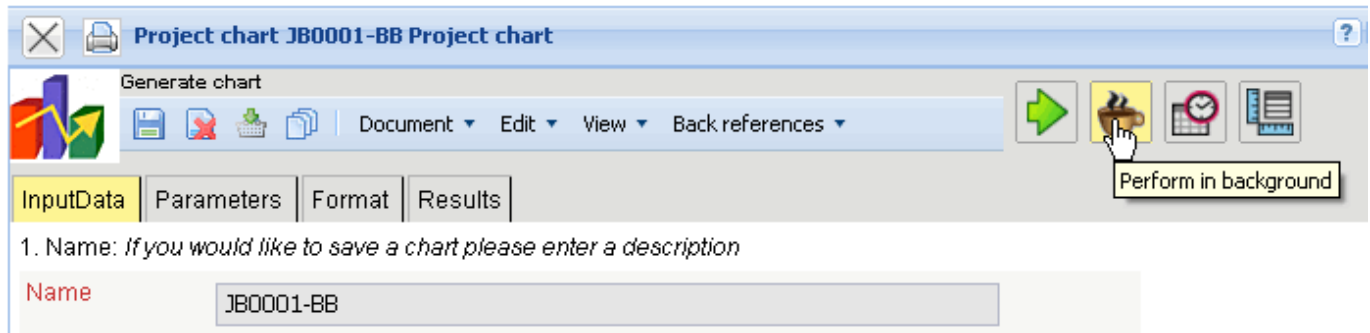 Project chart JB0001-BB Project chart
?
Generate chart
Document Edit View Back references
Perform in background
InputData Parameters Format Results
1. Name: If you would like to save a chart please enter a description
Name
JB0001-BB